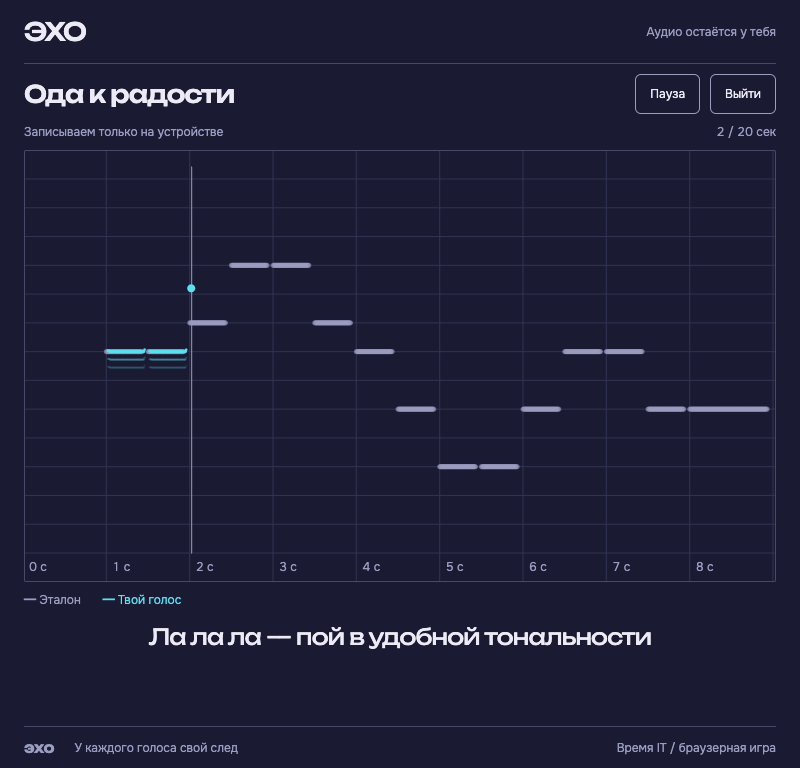 ЭХО
Аудио остаётся у тебя
Ода к радости
Пауза
Выйти
Записываем только на устройстве
2 / 20 сек
0 с 1 с 2 с 3 с 4 с 5 с 6 с 7 с 8 с
Эталон
Твой голос
Ла ла ла — пой в удобной тональности
ЭХО
У каждого голоса свой след
Время IT / браузерная игра